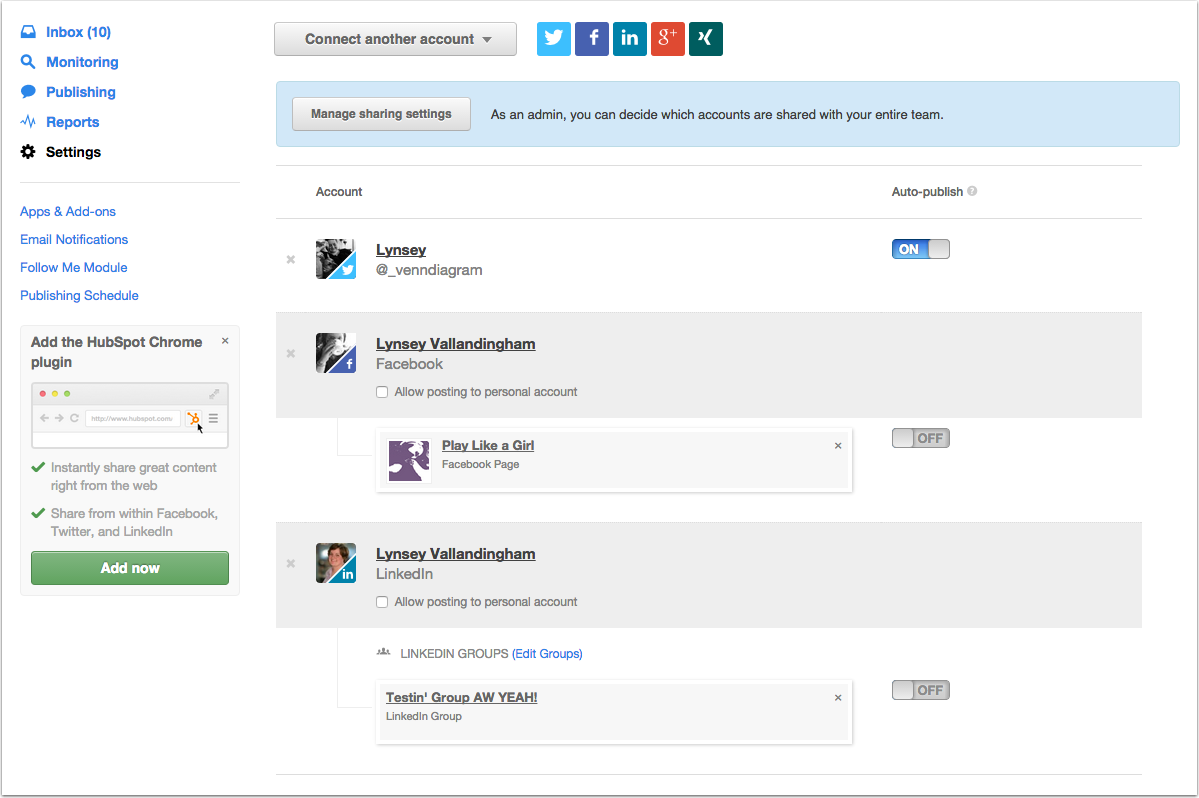 Inbox (10)
Monitoring
Publishing
Reports
Settings
Apps & Add-ons
Email Notifications
Follow Me Module
Publishing Schedule
Add the HubSpot Chrome
plugin
×
http://www.hubspot.com/
Instantly share great content
right from the web
Share from within Facebook,
Twitter, and LinkedIn
Add now
Connect another account
f
in
g+
Manage sharing settings
As an admin, you can decide which accounts are shared with your entire team.
Account
Auto-publish ?
Lynsey
@_venndiagram
ON
f
Lynsey Vallandingham
Facebook
Allow posting to personal account
Play Like a Girl
Facebook Page
×
OFF
in
Lynsey Vallandingham
LinkedIn
Allow posting to personal account
LINKEDIN GROUPS (Edit Groups)
Testin' Group AW YEAH!
LinkedIn Group
×
OFF